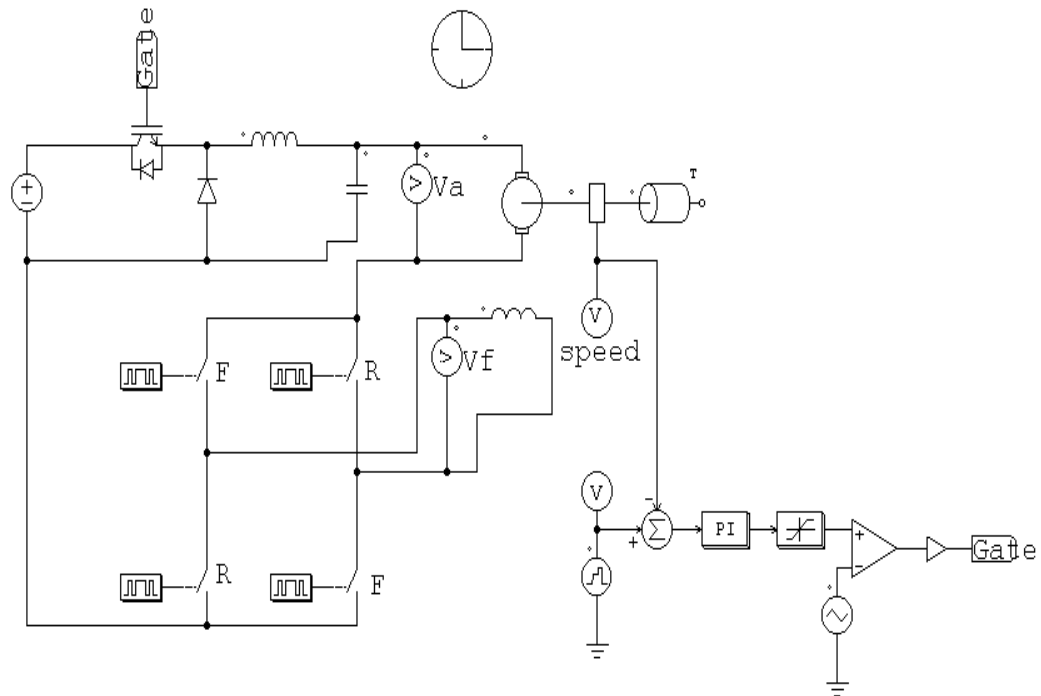 Gate
T
V Va
V
speed
V Vf
F
R
R
F
V
-
+ Σ
PI
+
-
Gate